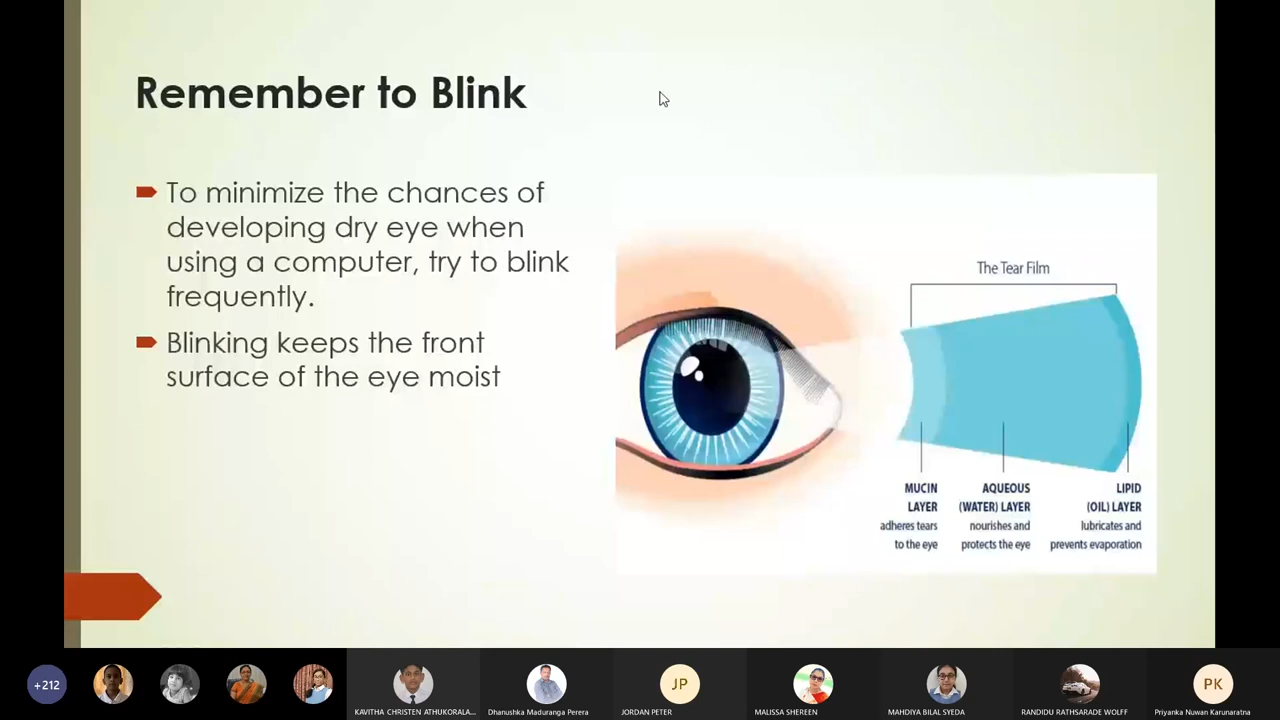 Remember to Blink
To minimize the chances of
developing dry eye when
using a computer, try to blink
frequently.
Blinking keeps the front
surface of the eye moist
The Tear Film
MUCIN
LAYER
adheres tears
to the eye
AQUEOUS
(WATER) LAYER
nourishes and
protects the eye
LIPID
(OIL) LAYER
lubricates and
prevents evaporation
+212
JP
PK
KAVITHA CHRISTEN ATHUKORALA...
Dhanushka Maduranga Perera
JORDAN PETER
MALISSA SHEREEN
MAHDIYA BILAL SYEDA
RANDIDU RATHSARADE WOLFF
Priyanka Nuwan Karunaratna